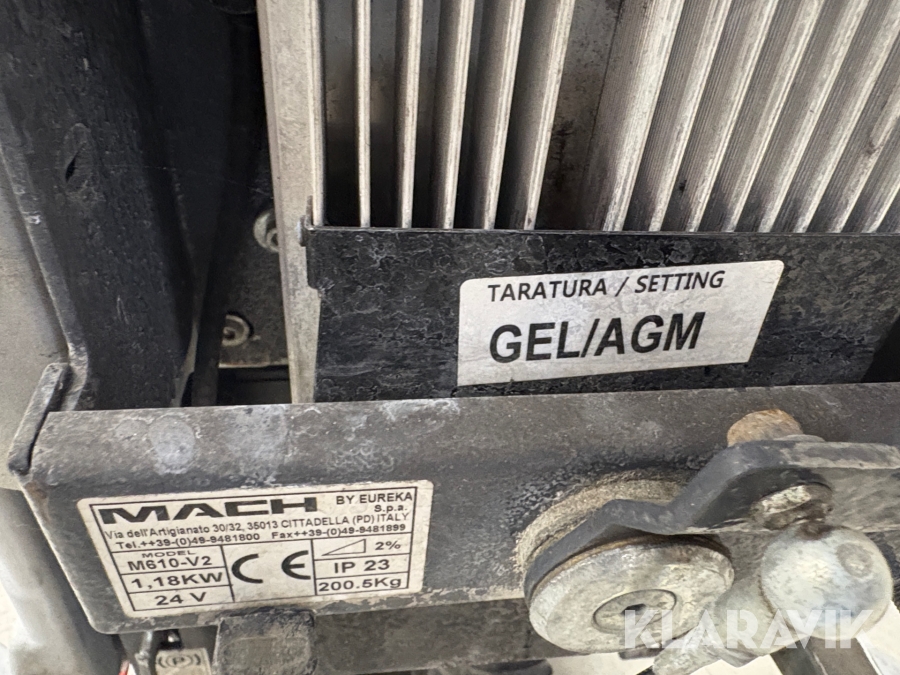 TARATURA / SETTING
GEL/AGM
MACH BY EUREKA S.p.a.
Via dell'Artigianato 30/32, 35013 CITTADELLA (PD) ITALY
Tel.++39-(0)49-9481800 Fax++39-(0)49-9481899
MODEL
M610-V2
1,18KW
24 V
CE
2%
IP 23
200.5Kg
(P)
KLARAVIK